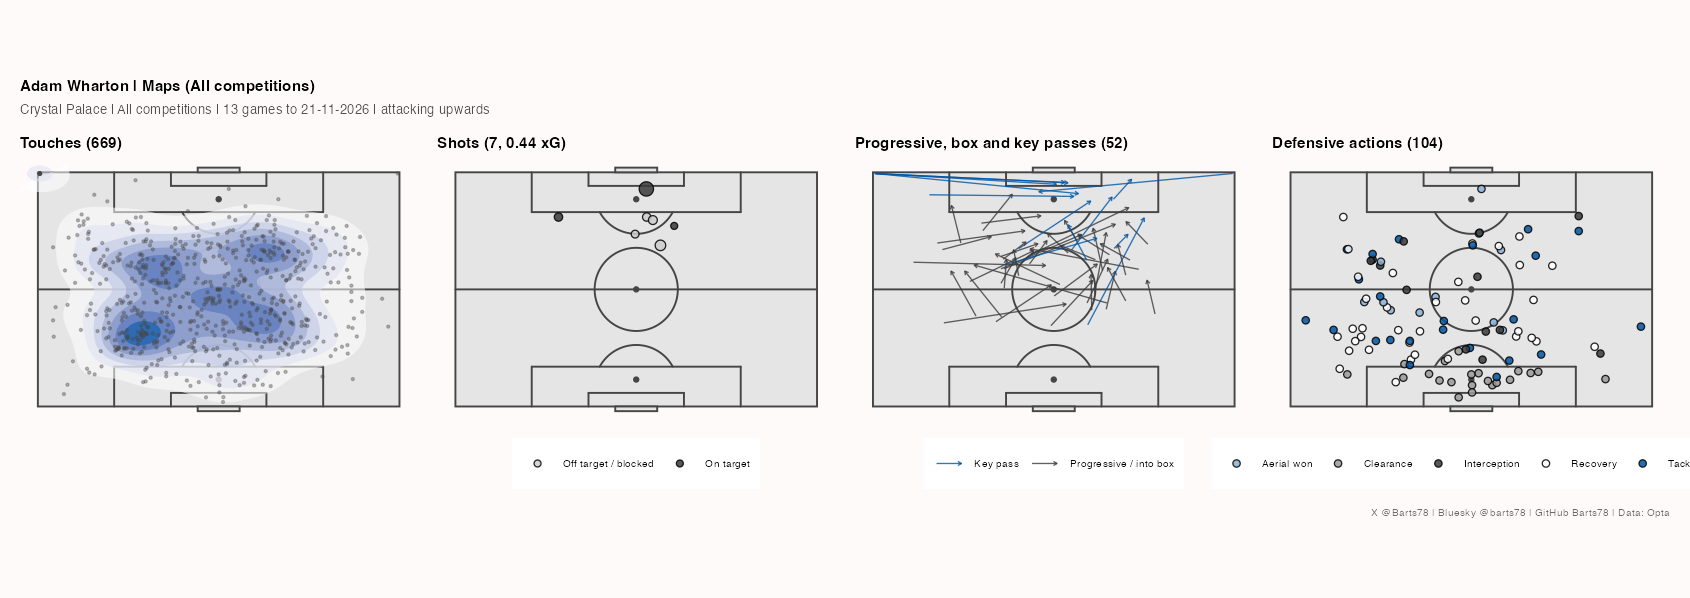 Adam Wharton | Maps (All competitions)
Crystal Palace | All competitions | 13 games to 21-11-2026 | attacking upwards
Touches (669)
Shots (7, 0.44 xG)
Progressive, box and key passes (52)
Defensive actions (104)
Off target / blocked
On target
Key pass
Progressive / into box
Aerial won
Clearance
Interception
Recovery
Tack
X @Barts78 | Bluesky @barts78 | GitHub Barts78 | Data: Opta